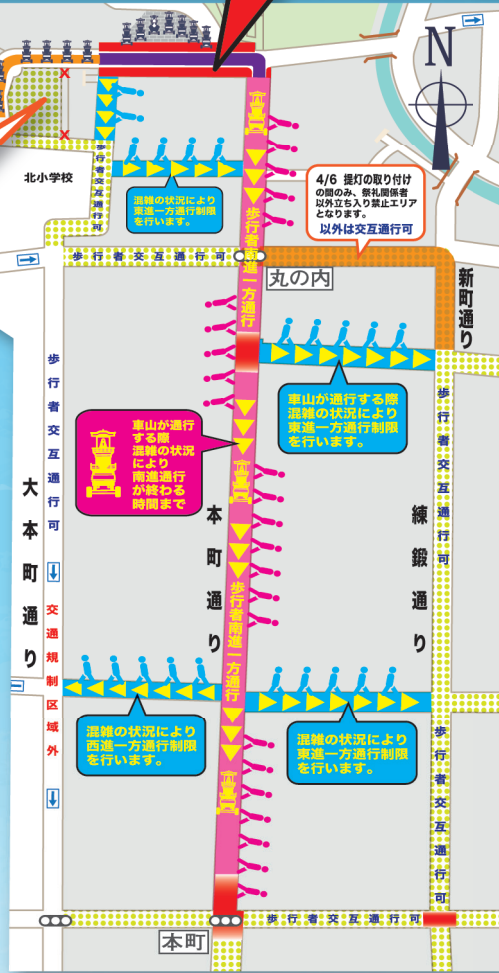 N
X
X
北小学校
歩行者交互通行可
混雑の状況により
東進一方通行制限
を行います。
4/6 提灯の取り付け
の間のみ、祭礼関係者
以外立ち入り禁止エリア
となります。
以外は交互通行可
歩行者交互通行可
歩行者南進一方通行
丸の内
新町通り
車山が通行する際
混雑の状況により
東進一方通行制限
を行います。
歩行者交互通行可
歩行者交互通行可
車山が通行
する際
混雑の状況
により
南進通行
が終わる
時間まで
大本町通り
本町通り
練鍛通り
交通規制区域外
歩行者南進一方通行
混雑の状況により
西進一方通行制限
を行います。
混雑の状況により
東進一方通行制限
を行います。
歩行者交互通行可
歩行者交互通行可
本町